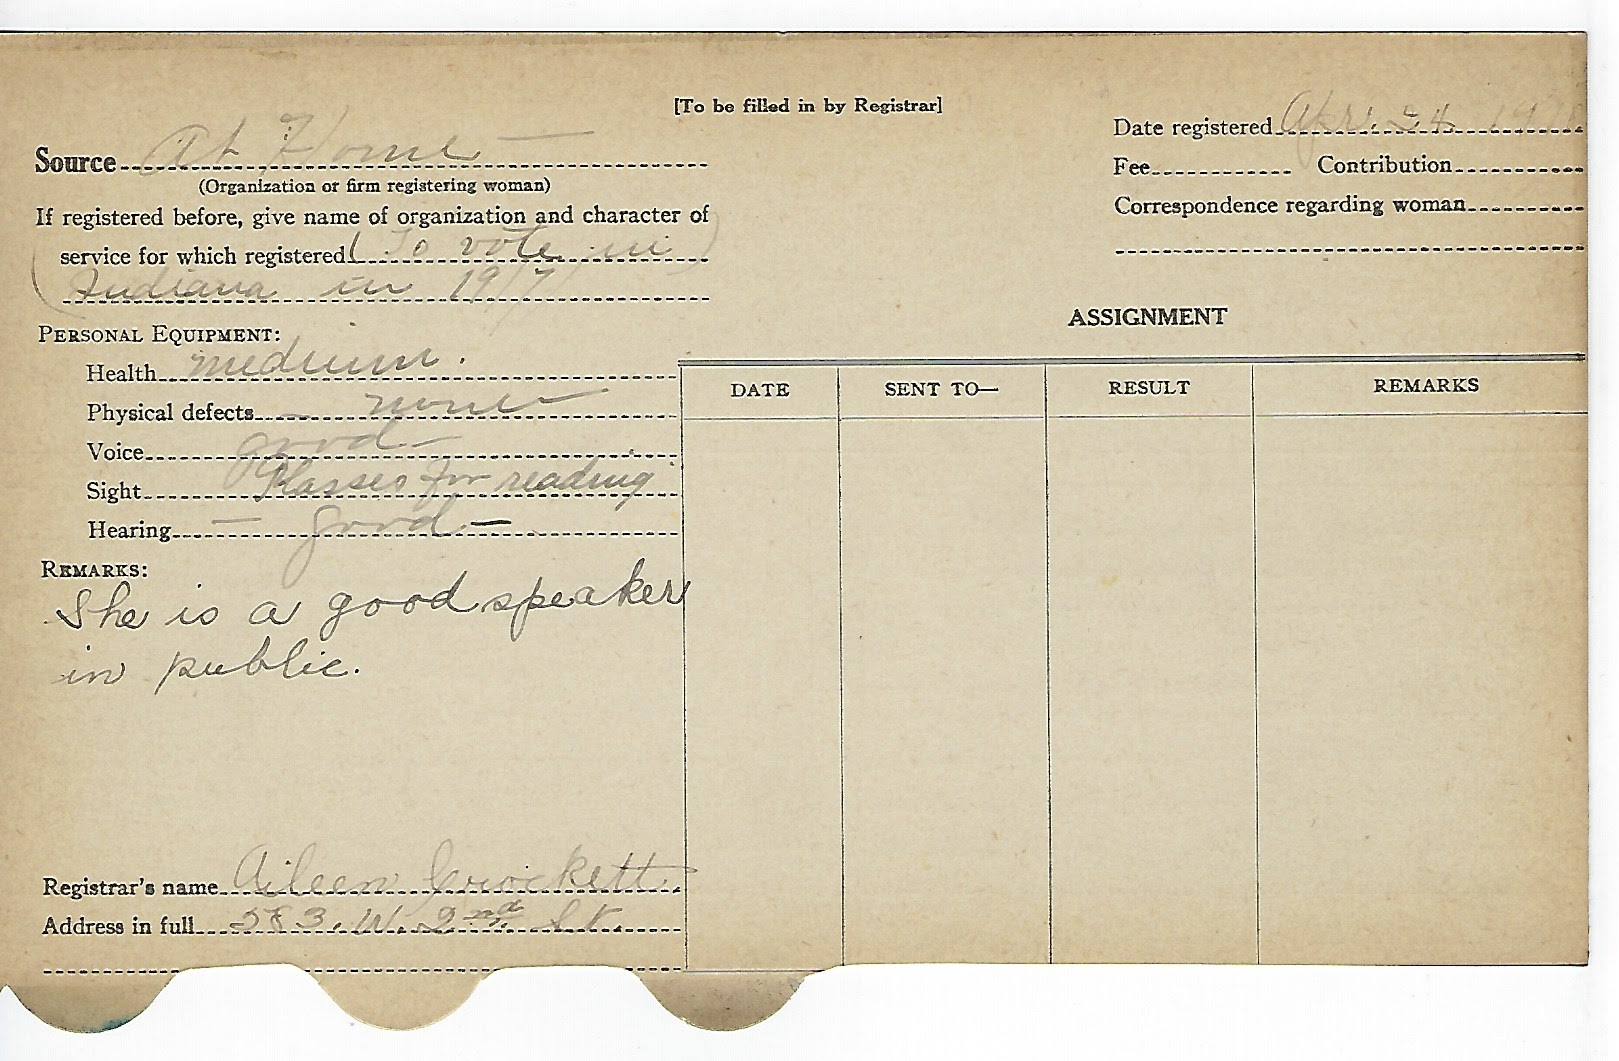 [To be filled in by Registrar]
Source At Home —
(Organization or firm registering woman)
If registered before, give name of organization and character of
service for which registered (To vote in)
(Indiana in 1917)
PERSONAL EQUIPMENT:
Health medium.
Physical defects — none —
Voice good —
Sight Glasses for reading
Hearing — good —
REMARKS:
She is a good speaker
in public.
Registrar's name Aileen Crockett.
Address in full 583. W. 2nd St.
Date registered Apr. 24
Fee Contribution
Correspondence regarding woman
ASSIGNMENT
DATE SENT TO— RESULT REMARKS